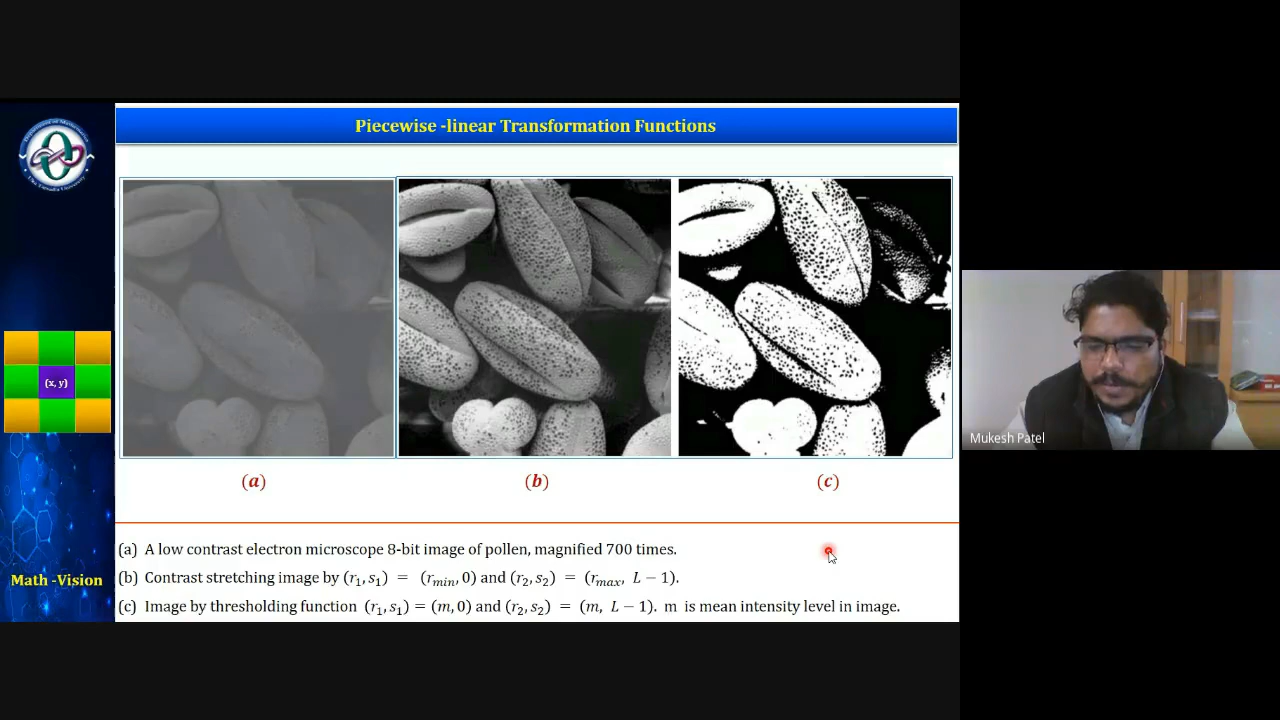 Piecewise -linear Transformation Functions
(x, y)
Mukesh Patel
(a) (b) (c)
(a) A low contrast electron microscope 8-bit image of pollen, magnified 700 times.
Math -Vision
(b) Contrast stretching image by (r₁, s₁) = (rₘᵢₙ, 0) and (r₂, s₂) = (rₘₐₓ, L − 1).
(c) Image by thresholding function (r₁, s₁) = (m, 0) and (r₂, s₂) = (m, L − 1). m is mean intensity level in image.